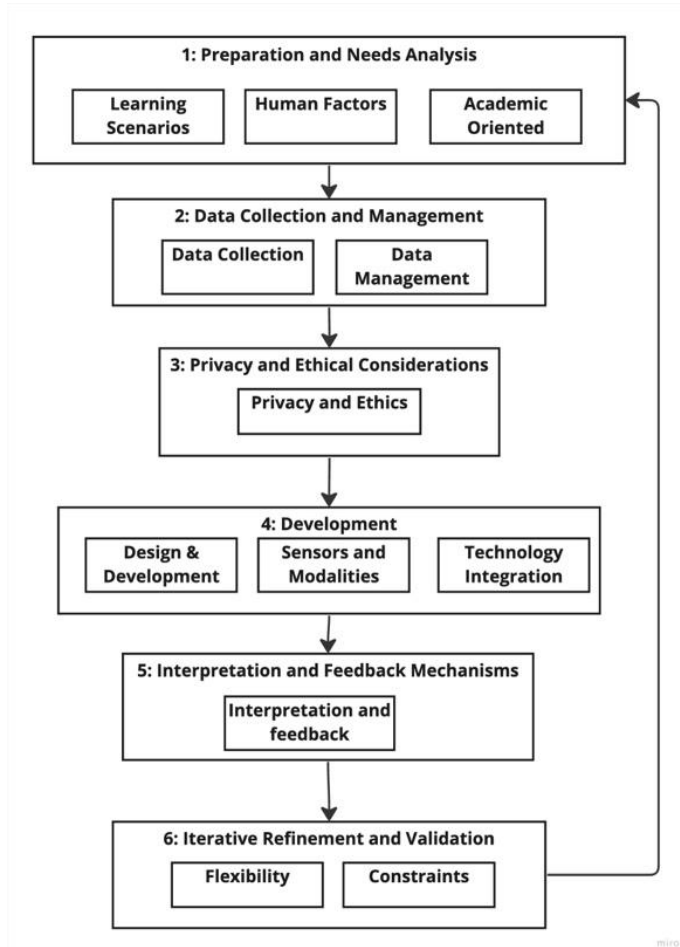 1: Preparation and Needs Analysis
Learning
Scenarios
Human Factors
Academic
Oriented
2: Data Collection and Management
Data Collection
Data
Management
3: Privacy and Ethical Considerations
Privacy and Ethics
4: Development
Design &
Development
Sensors and
Modalities
Technology
Integration
5: Interpretation and Feedback Mechanisms
Interpretation and
feedback
6: Iterative Refinement and Validation
Flexibility
Constraints
miro